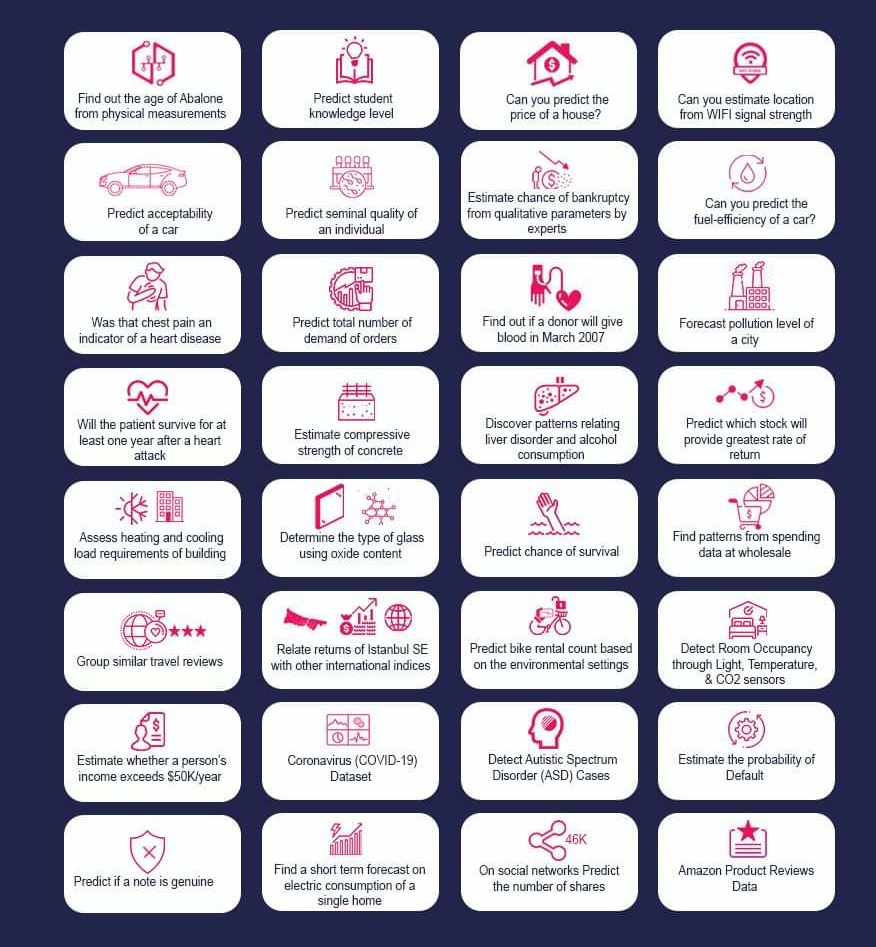 Find out the age of Abalone
from physical measurements
Predict student
knowledge level
Can you predict the
price of a house?
Can you estimate location
from WIFI signal strength
Predict acceptability
of a car
Predict seminal quality of
an individual
Estimate chance of bankruptcy
from qualitative parameters by
experts
Can you predict the
fuel-efficiency of a car?
Was that chest pain an
indicator of a heart disease
Predict total number of
demand of orders
Find out if a donor will give
blood in March 2007
Forecast pollution level of
a city
Will the patient survive for at
least one year after a heart
attack
Estimate compressive
strength of concrete
Discover patterns relating
liver disorder and alcohol
consumption
Predict which stock will
provide greatest rate of
return
Assess heating and cooling
load requirements of building
Determine the type of glass
using oxide content
Predict chance of survival
Find patterns from spending
data at wholesale
Group similar travel reviews
Relate returns of Istanbul SE
with other international indices
Predict bike rental count based
on the environmental settings
Detect Room Occupancy
through Light, Temperature,
& CO2 sensors
Estimate whether a person's
income exceeds $50K/year
Coronavirus (COVID-19)
Dataset
Detect Autistic Spectrum
Disorder (ASD) Cases
Estimate the probability of
Default
Predict if a note is genuine
Find a short term forecast on
electric consumption of a
single home
46K
On social networks Predict
the number of shares
Amazon Product Reviews
Data